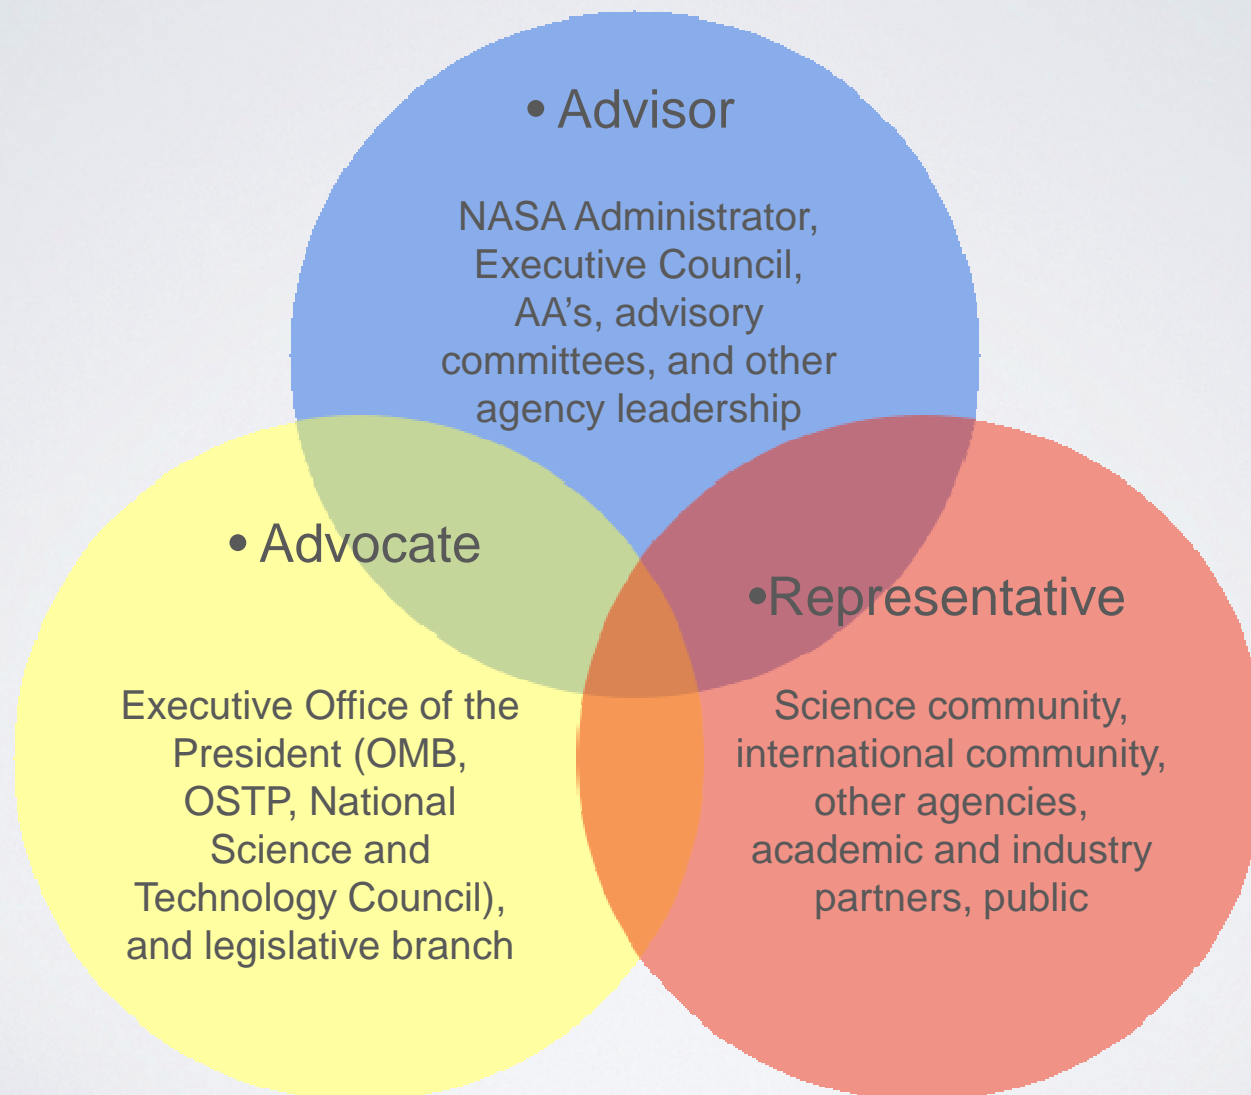 • Advisor
NASA Administrator,
Executive Council,
AA's, advisory
committees, and other
agency leadership
• Advocate
Executive Office of the
President (OMB,
OSTP, National
Science and
Technology Council),
and legislative branch
•Representative
Science community,
international community,
other agencies,
academic and industry
partners, public